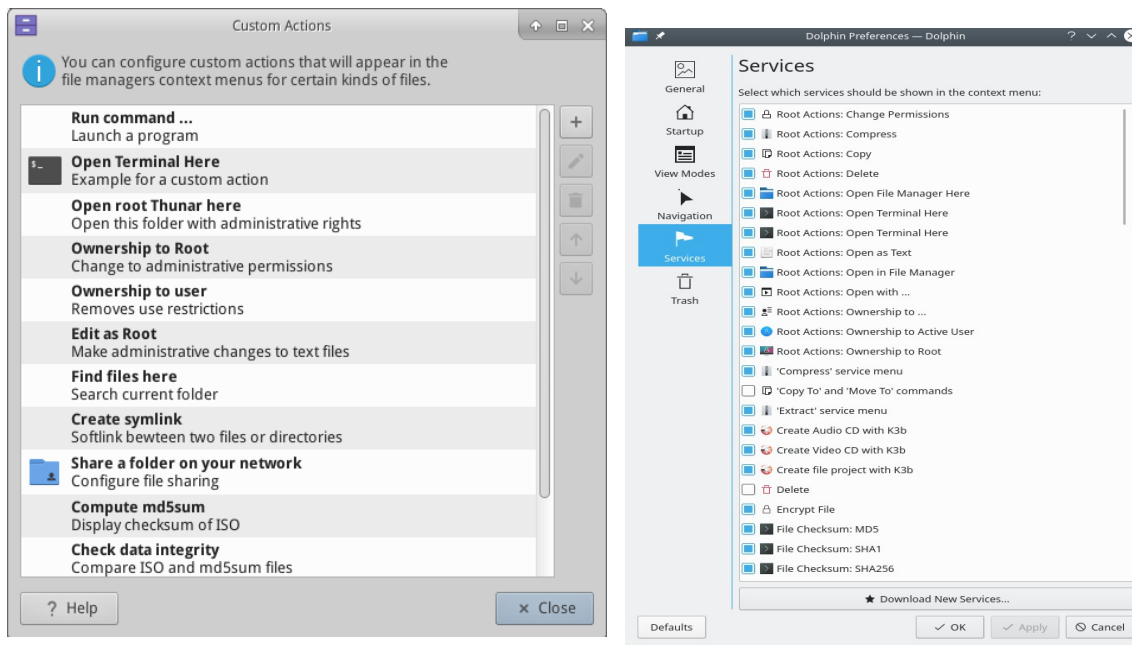 Custom Actions
You can configure custom actions that will appear in the
file managers context menus for certain kinds of files.
Run command ...
Launch a program
Open Terminal Here
Example for a custom action
Open root Thunar here
Open this folder with administrative rights
Ownership to Root
Change to administrative permissions
Ownership to user
Removes use restrictions
Edit as Root
Make administrative changes to text files
Find files here
Search current folder
Create symlink
Softlink bewteen two files or directories
Share a folder on your network
Configure file sharing
Compute md5sum
Display checksum of ISO
Check data integrity
Compare ISO and md5sum files
? Help
Close
Dolphin Preferences — Dolphin
General
Startup
View Modes
Navigation
Services
Trash
Services
Select which services should be shown in the context menu:
Root Actions: Change Permissions
Root Actions: Compress
Root Actions: Copy
Root Actions: Delete
Root Actions: Open File Manager Here
Root Actions: Open Terminal Here
Root Actions: Open Terminal Here
Root Actions: Open as Text
Root Actions: Open in File Manager
Root Actions: Open with ...
Root Actions: Ownership to ...
Root Actions: Ownership to Active User
Root Actions: Ownership to Root
'Compress' service menu
'Copy To' and 'Move To' commands
'Extract' service menu
Create Audio CD with K3b
Create Video CD with K3b
Create file project with K3b
Delete
Encrypt File
File Checksum: MD5
File Checksum: SHA1
File Checksum: SHA256
Download New Services...
Defaults
OK
Apply
Cancel